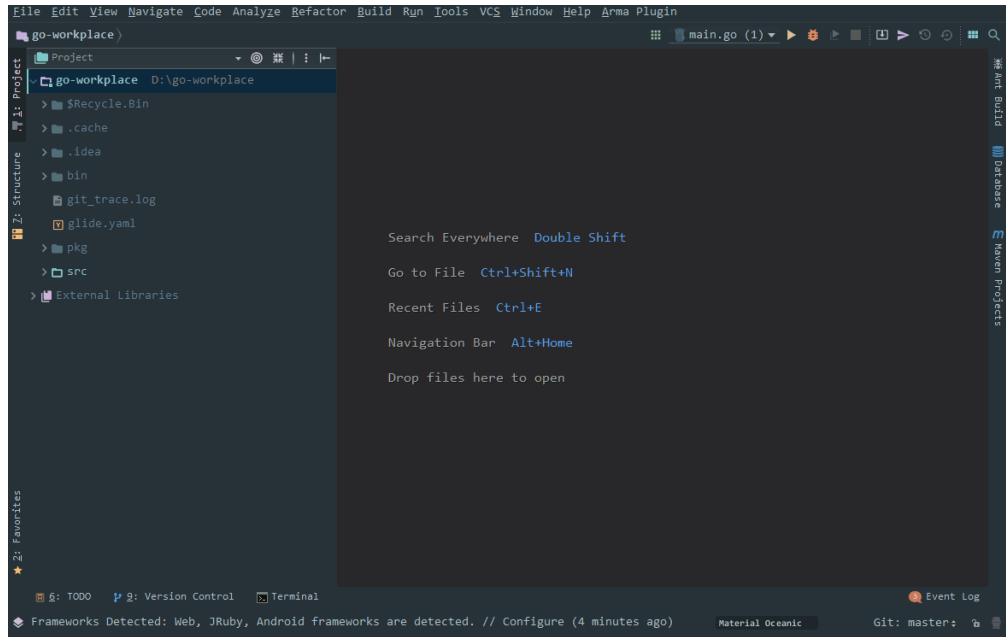 File Edit View Navigate Code Analyze Refactor Build Run Tools VCS Window Help Arma Plugin
go-workplace
main.go (1)
Project
1: Project
go-workplace D:\go-workplace
$Recycle.Bin
.cache
.idea
bin
git_trace.log
glide.yaml
pkg
src
External Libraries
7: Structure
2: Favorites
Search Everywhere Double Shift
Go to File Ctrl+Shift+N
Recent Files Ctrl+E
Navigation Bar Alt+Home
Drop files here to open
Ant Build
Database
m Maven Projects
6: TODO 9: Version Control Terminal
3 Event Log
Frameworks Detected: Web, JRuby, Android frameworks are detected. // Configure (4 minutes ago)
Material Oceanic
Git: master